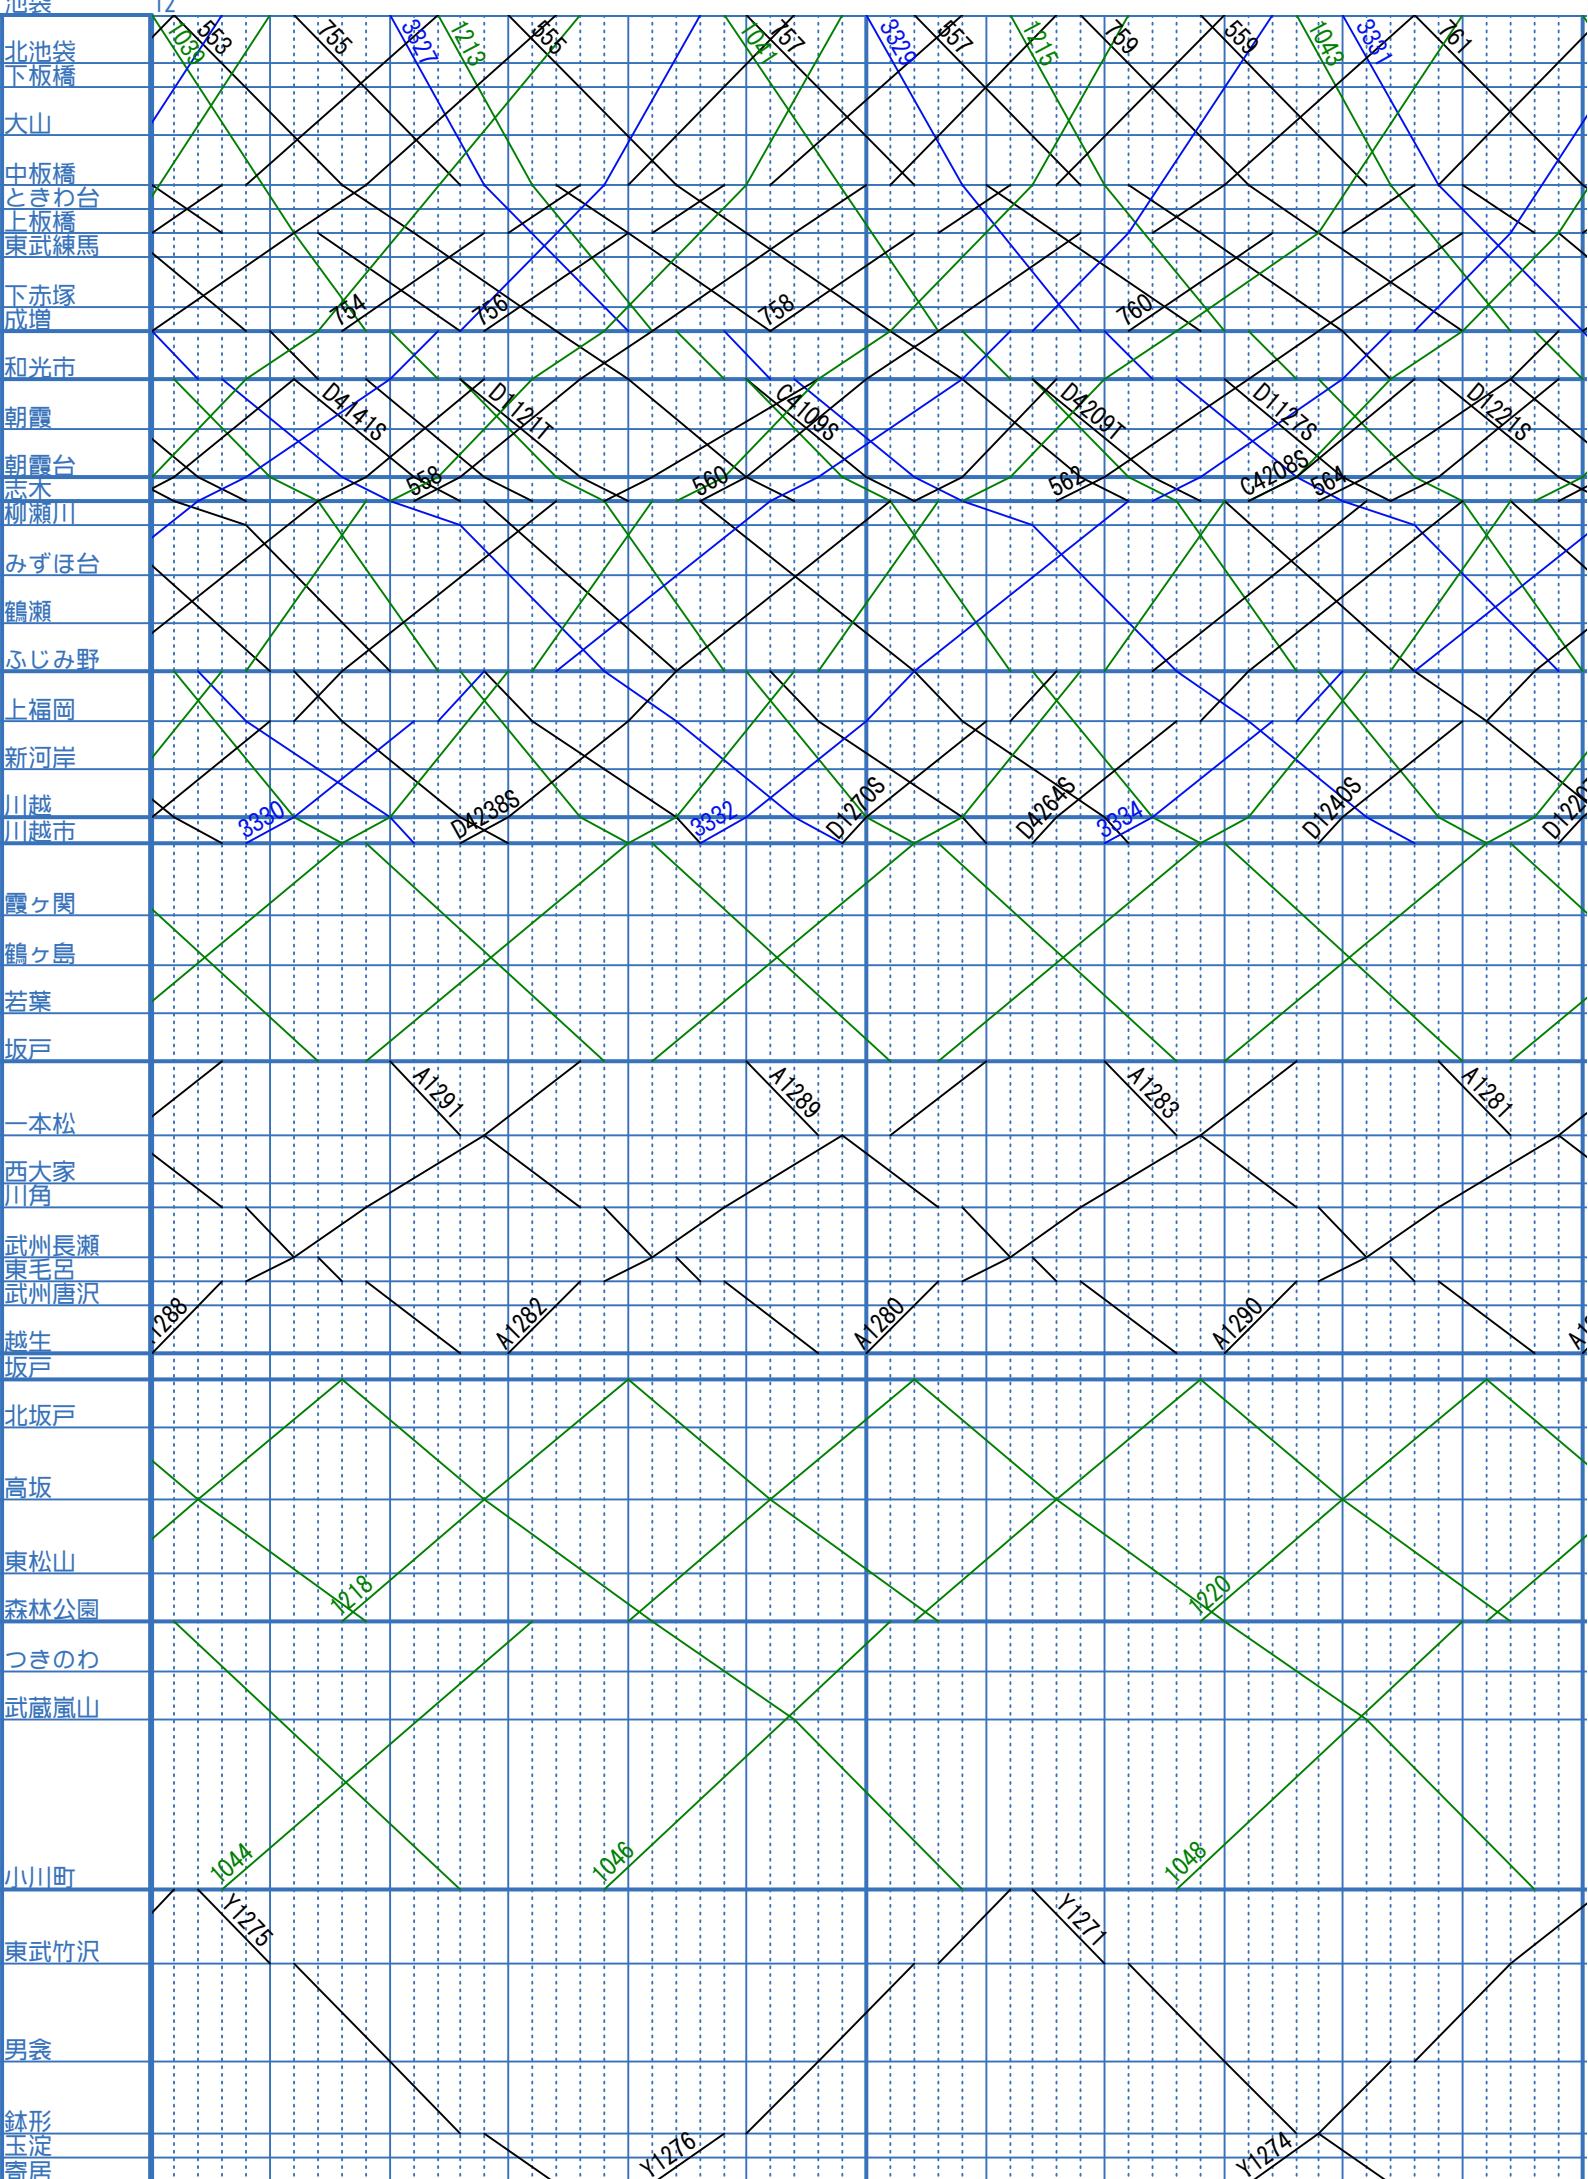 池袋
12
北池袋
下板橋
大山
中板橋
ときわ台
上板橋
東武練馬
下赤塚
成増
和光市
朝霞
朝霞台
志木
柳瀬川
みずほ台
鶴瀬
ふじみ野
上福岡
新河岸
川越
川越市
霞ヶ関
鶴ヶ島
若葉
坂戸
一本松
西大家
川角
武州長瀬
東毛呂
武州唐沢
越生
坂戸
北坂戸
高坂
東松山
森林公園
つきのわ
武蔵嵐山
小川町
東武竹沢
男衾
鉢形
玉淀
寄居
1039
553
755
3327
1213
555
1041
757
3329
557
1215
759
559
1043
3331
761
754
756
758
760
D4141S
D1121T
C4109S
D4209T
D1127S
D1221S
558
560
562
C4208S
564
3330
D4238S
3332
D1270S
D4264S
3334
D1240S
D1220
A1291
A1289
A1283
A1281
1288
A1282
A1280
A1290
1218
1220
1044
1046
1048
Y1275
Y1271
Y1276
Y1274